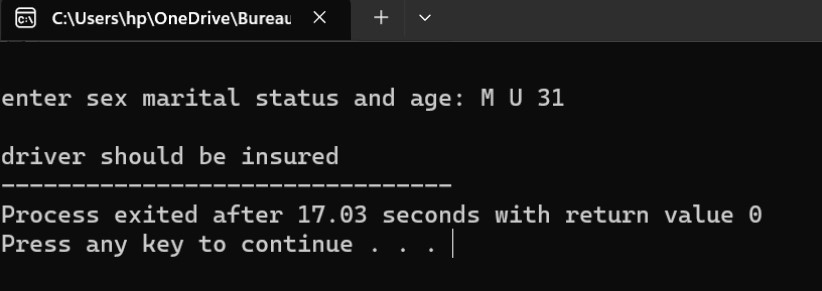 C:\Users\hp\OneDrive\Bureau
enter sex marital status and age: M U 31
driver should be insured
--------------------------------
Process exited after 17.03 seconds with return value 0
Press any key to continue . . .